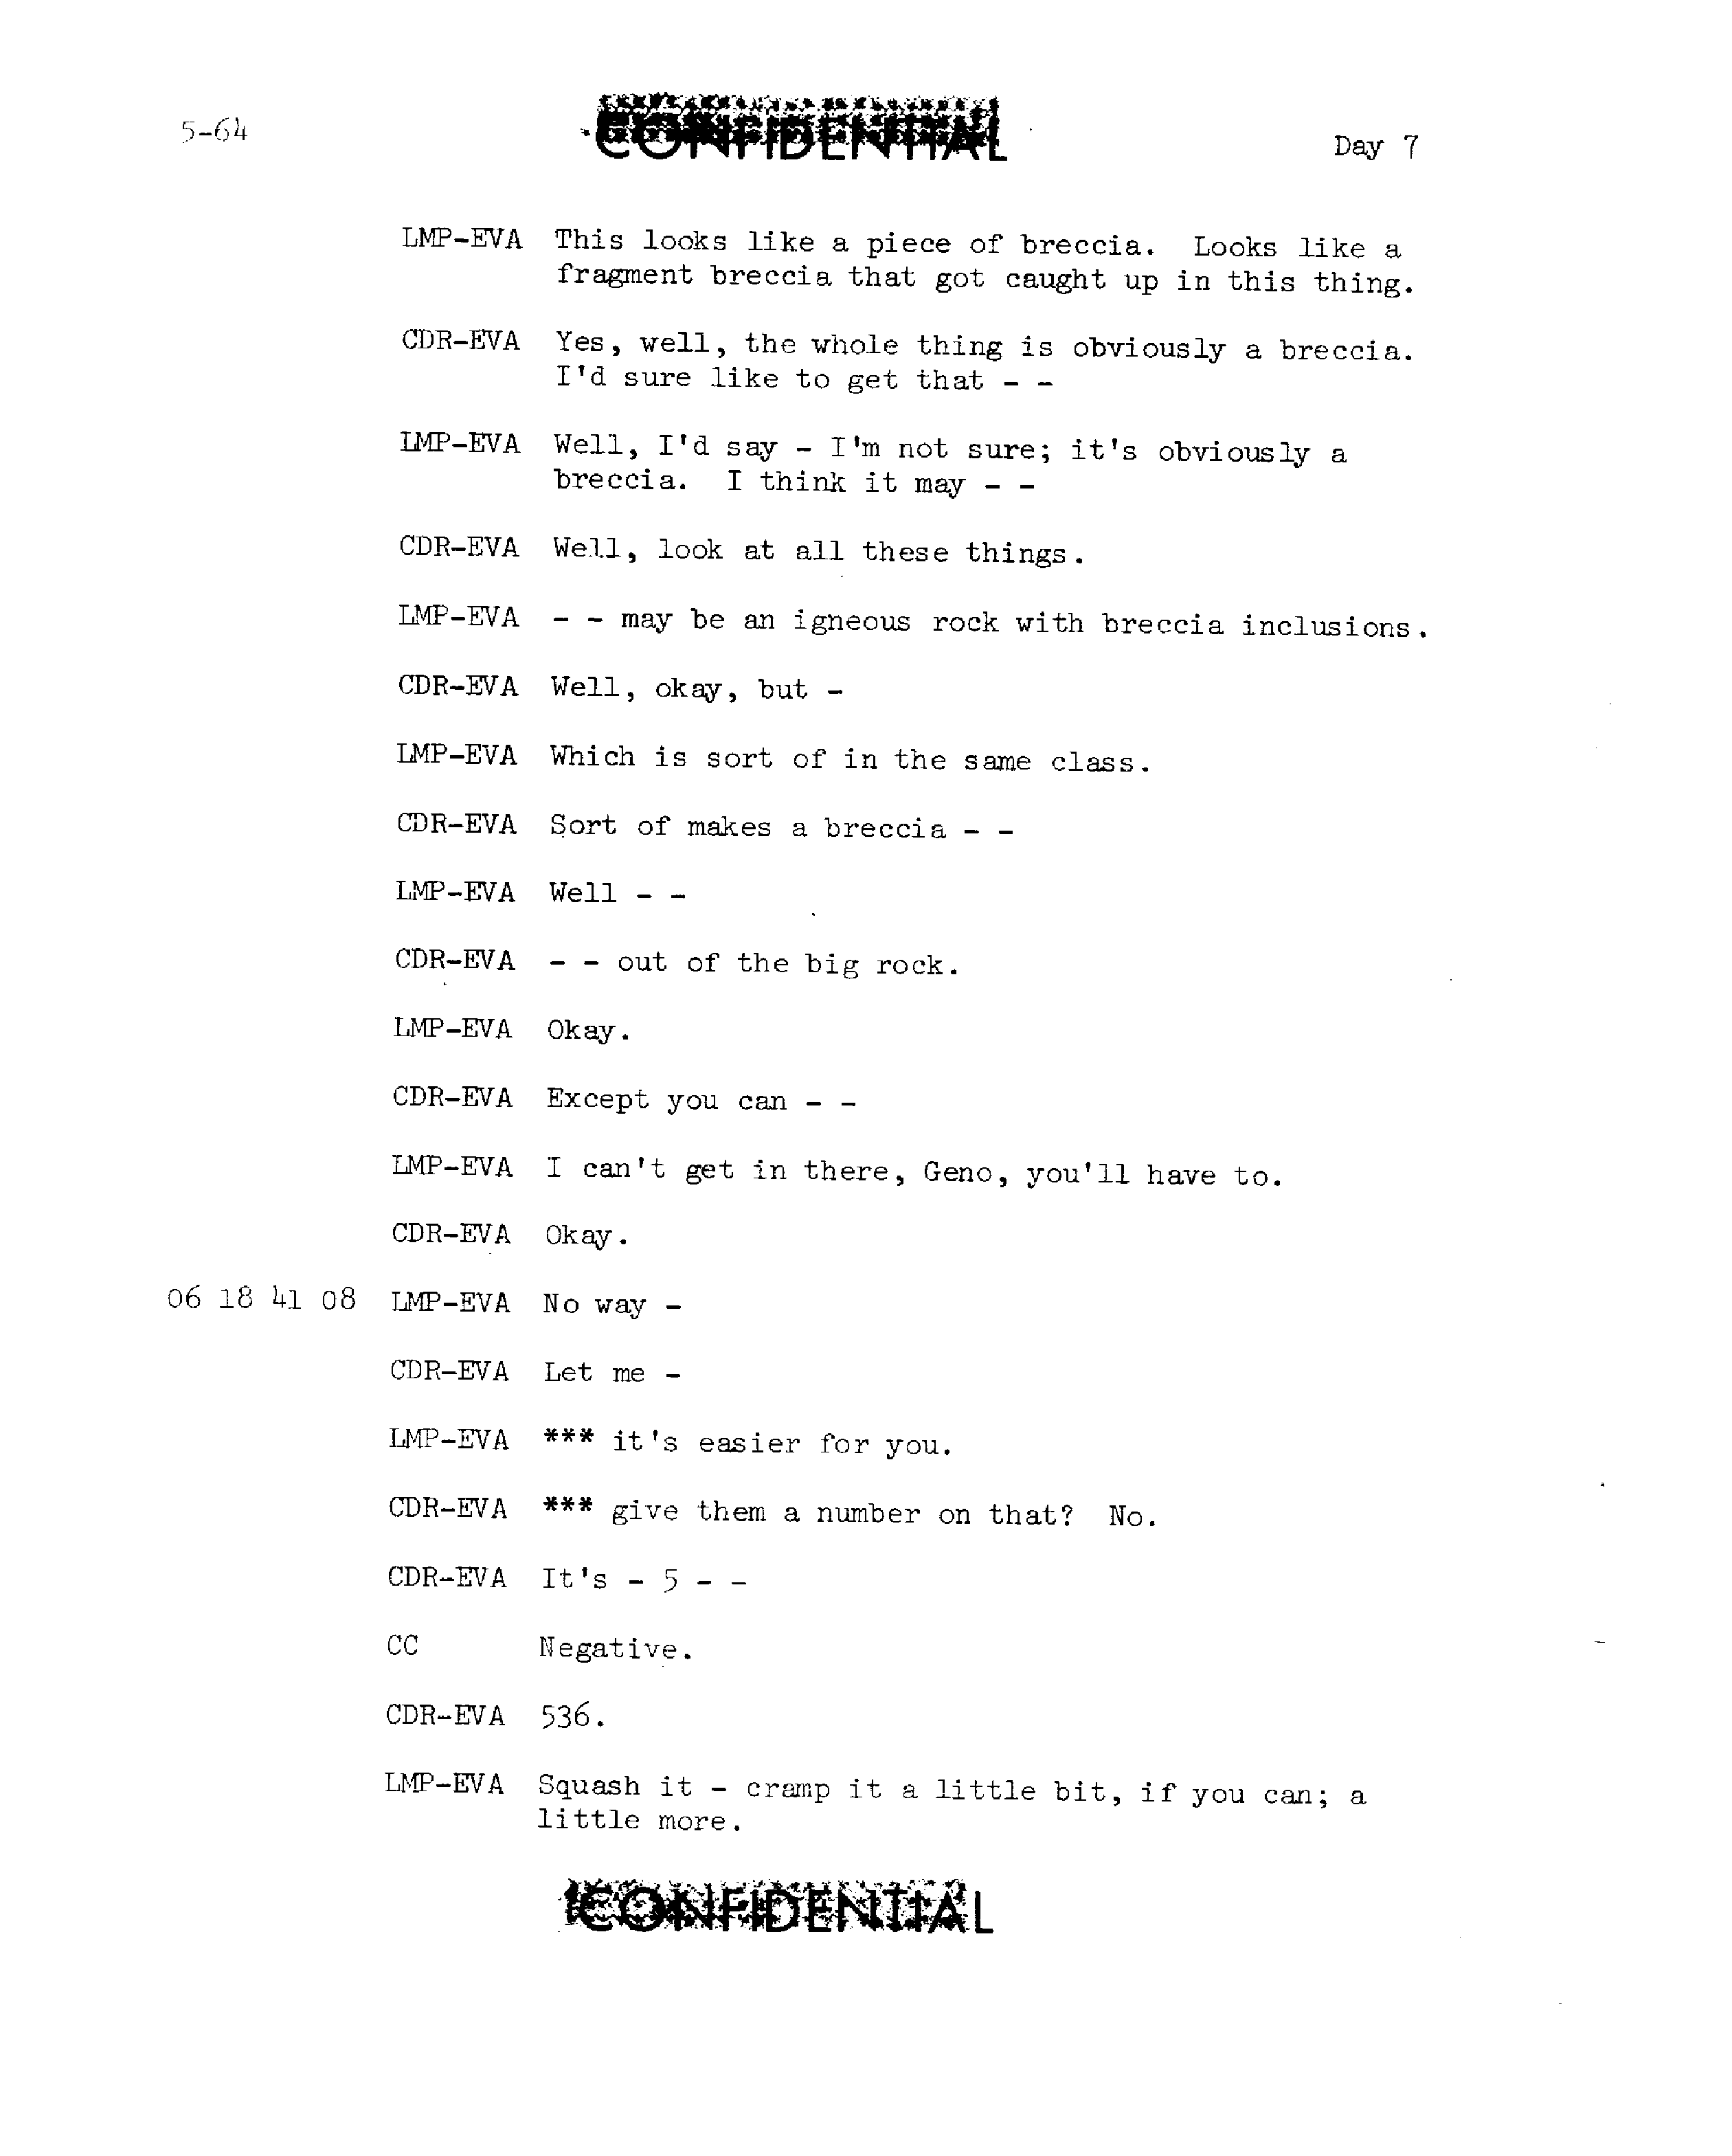 5-64
CONFIDENTIAL
Day 7
LMP-EVA This looks like a piece of breccia. Looks like a
fragment breccia that got caught up in this thing.
CDR-EVA Yes, well, the whole thing is obviously a breccia.
I'd sure like to get that - -
LMP-EVA Well, I'd say - I'm not sure; it's obviously a
breccia. I think it may - -
CDR-EVA Well, look at all these things.
LMP-EVA - - may be an igneous rock with breccia inclusions.
CDR-EVA Well, okay, but -
LMP-EVA Which is sort of in the same class.
CDR-EVA Sort of makes a breccia - -
LMP-EVA Well - -
CDR-EVA - - out of the big rock.
LMP-EVA Okay.
CDR-EVA Except you can - -
LMP-EVA I can't get in there, Geno, you'll have to.
CDR-EVA Okay.
06 18 41 08 LMP-EVA No way -
CDR-EVA Let me -
LMP-EVA *** it's easier for you.
CDR-EVA *** give them a number on that? No.
CDR-EVA It's - 5 - -
CC Negative.
CDR-EVA 536.
LMP-EVA Squash it - cramp it a little bit, if you can; a
little more.
CONFIDENTIAL